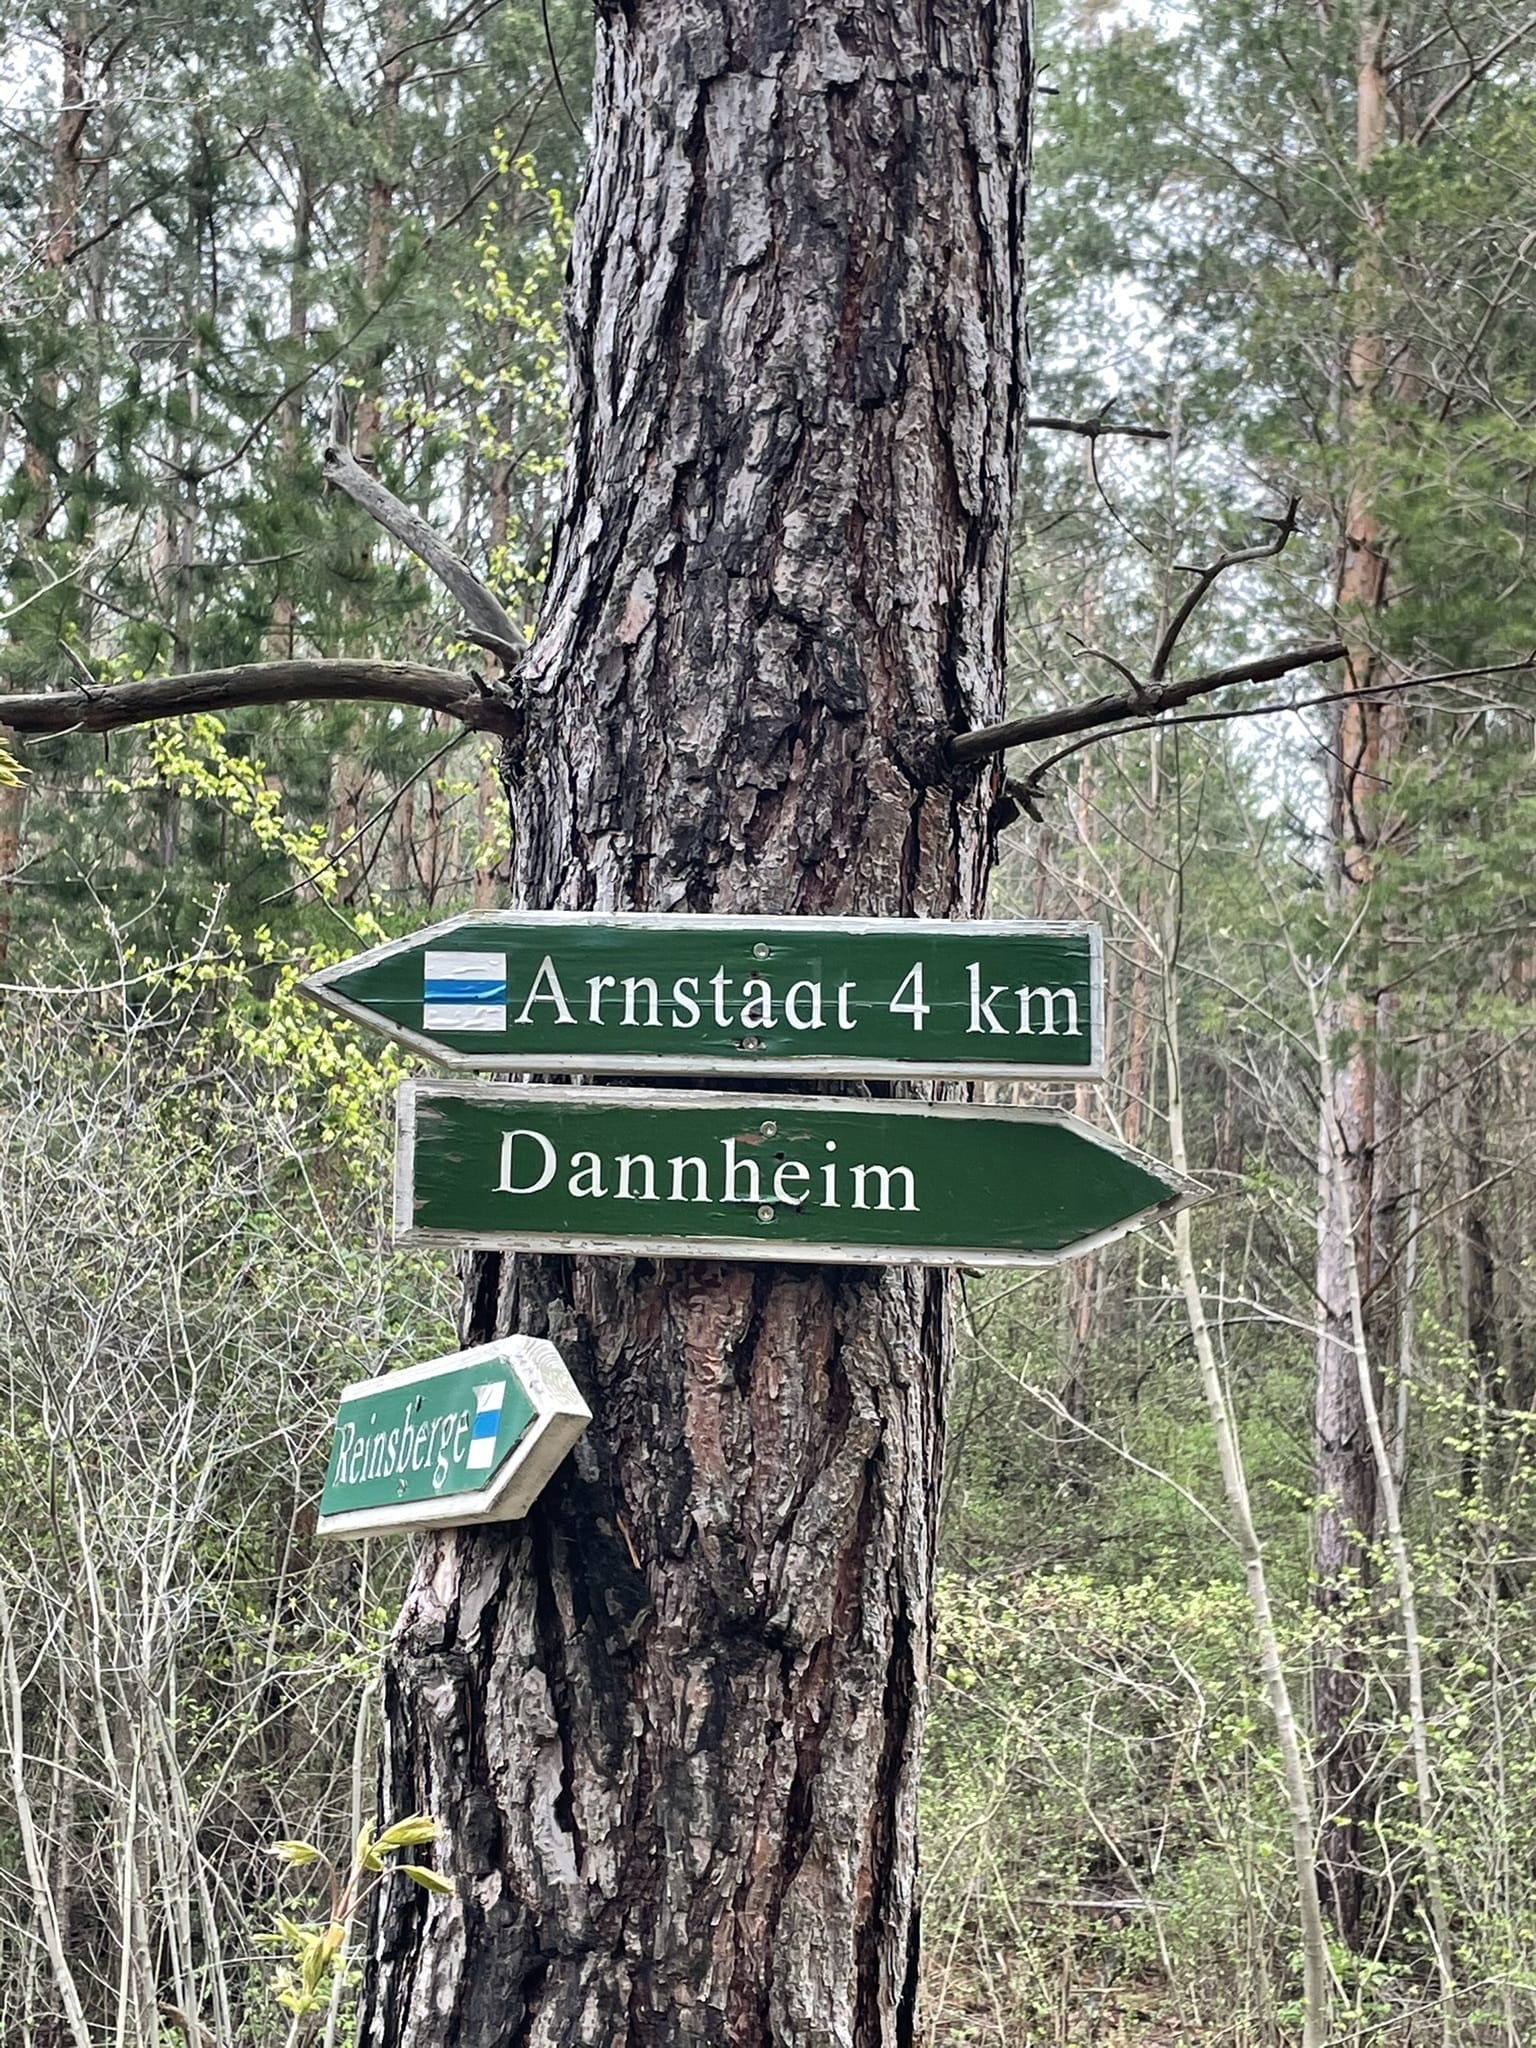 Arnstadt 4 km
Dannheim
Reinsberge